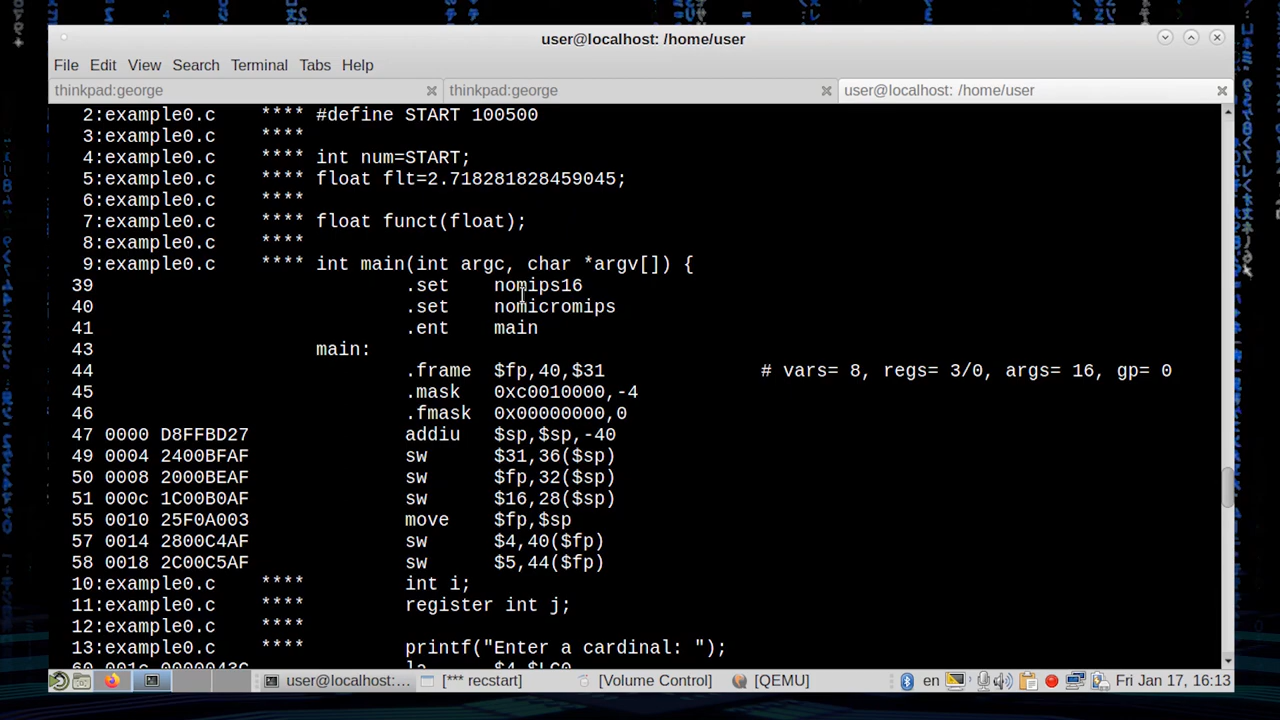 user@localhost: /home/user
File Edit View Search Terminal Tabs Help
thinkpad:george thinkpad:george user@localhost: /home/user
2:example0.c **** #define START 100500
3:example0.c ****
4:example0.c **** int num=START;
5:example0.c **** float flt=2.718281828459045;
6:example0.c ****
7:example0.c **** float funct(float);
8:example0.c ****
9:example0.c **** int main(int argc, char *argv[]) {
39 .set nomips16
40 .set nomicromips
41 .ent main
43 main:
44 .frame $fp,40,$31 # vars= 8, regs= 3/0, args= 16, gp= 0
45 .mask 0xc0010000,-4
46 .fmask 0x00000000,0
47 0000 D8FFBD27 addiu $sp,$sp,-40
49 0004 2400BFAF sw $31,36($sp)
50 0008 2000BEAF sw $fp,32($sp)
51 000c 1C00B0AF sw $16,28($sp)
55 0010 25F0A003 move $fp,$sp
57 0014 2800C4AF sw $4,40($fp)
58 0018 2C00C5AF sw $5,44($fp)
10:example0.c **** int i;
11:example0.c **** register int j;
12:example0.c ****
13:example0.c **** printf("Enter a cardinal: ");
60 001c 0000043C la $4,$LC0
user@localhost:... [*** recstart] [Volume Control] [QEMU] en Fri Jan 17, 16:13